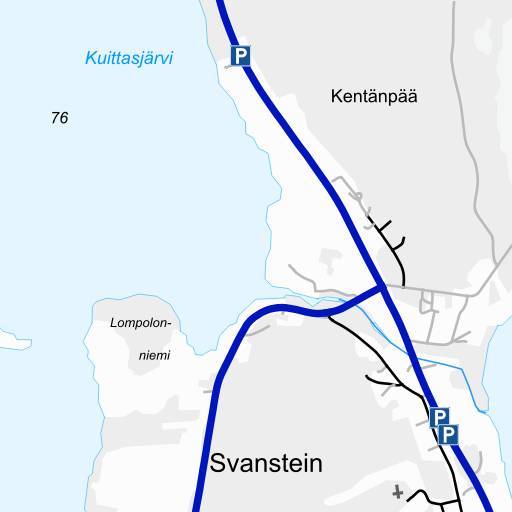 P
Kuittasjärvi
Kentänpää
76
Lompolon-
niemi
P
P
Svanstein